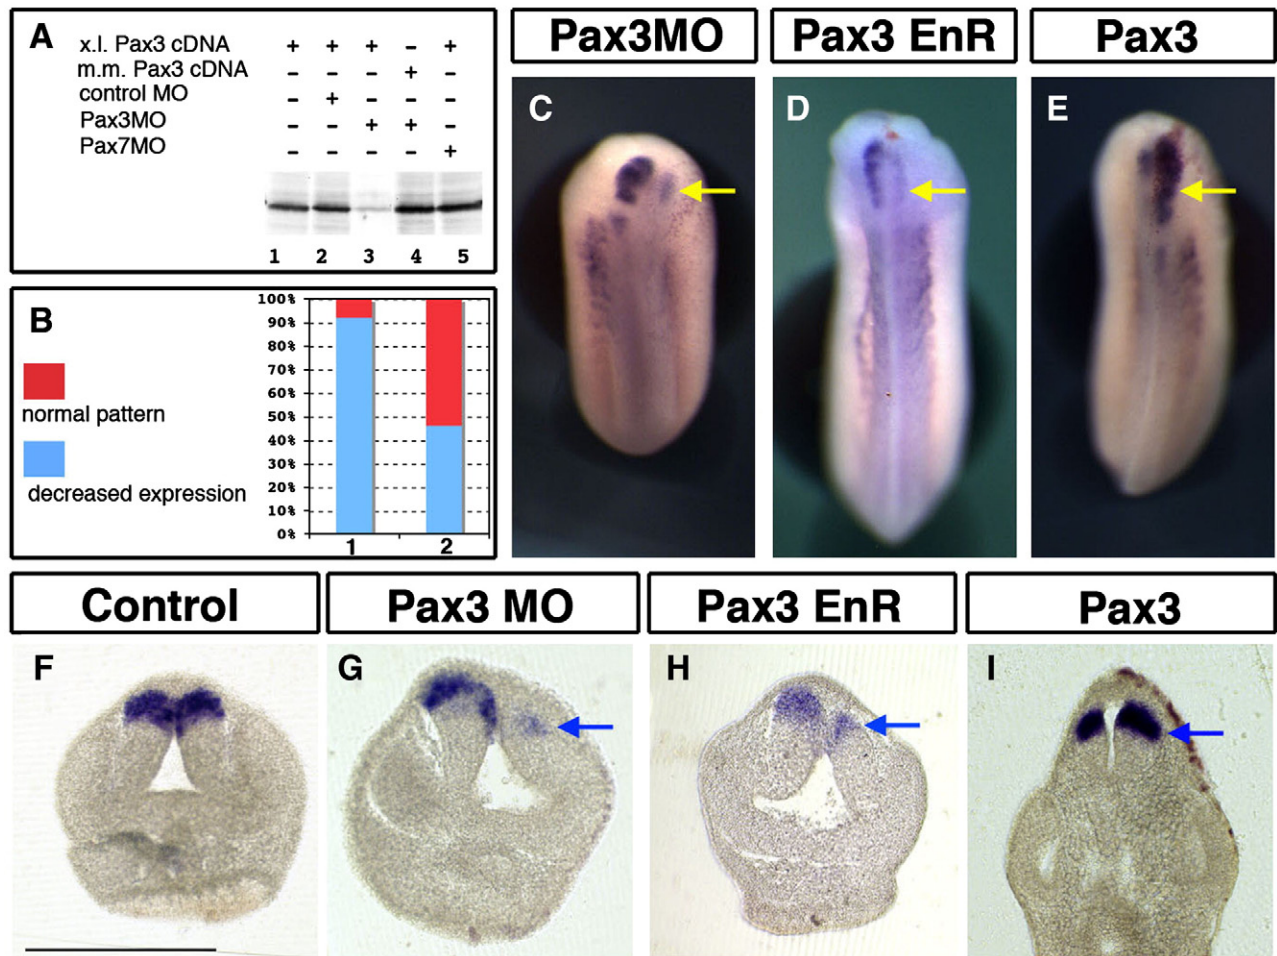 A
x.l. Pax3 cDNA + + + - +
m.m. Pax3 cDNA - - - + -
control MO - + - - -
Pax3MO - - + + -
Pax7MO - - - - +
1 2 3 4 5
B
normal pattern
decreased expression
100%
90%
80%
70%
60%
50%
40%
30%
20%
10%
0%
1 2
Pax3MO
C
Pax3 EnR
D
Pax3
E
Control
F
Pax3 MO
G
Pax3 EnR
H
Pax3
I